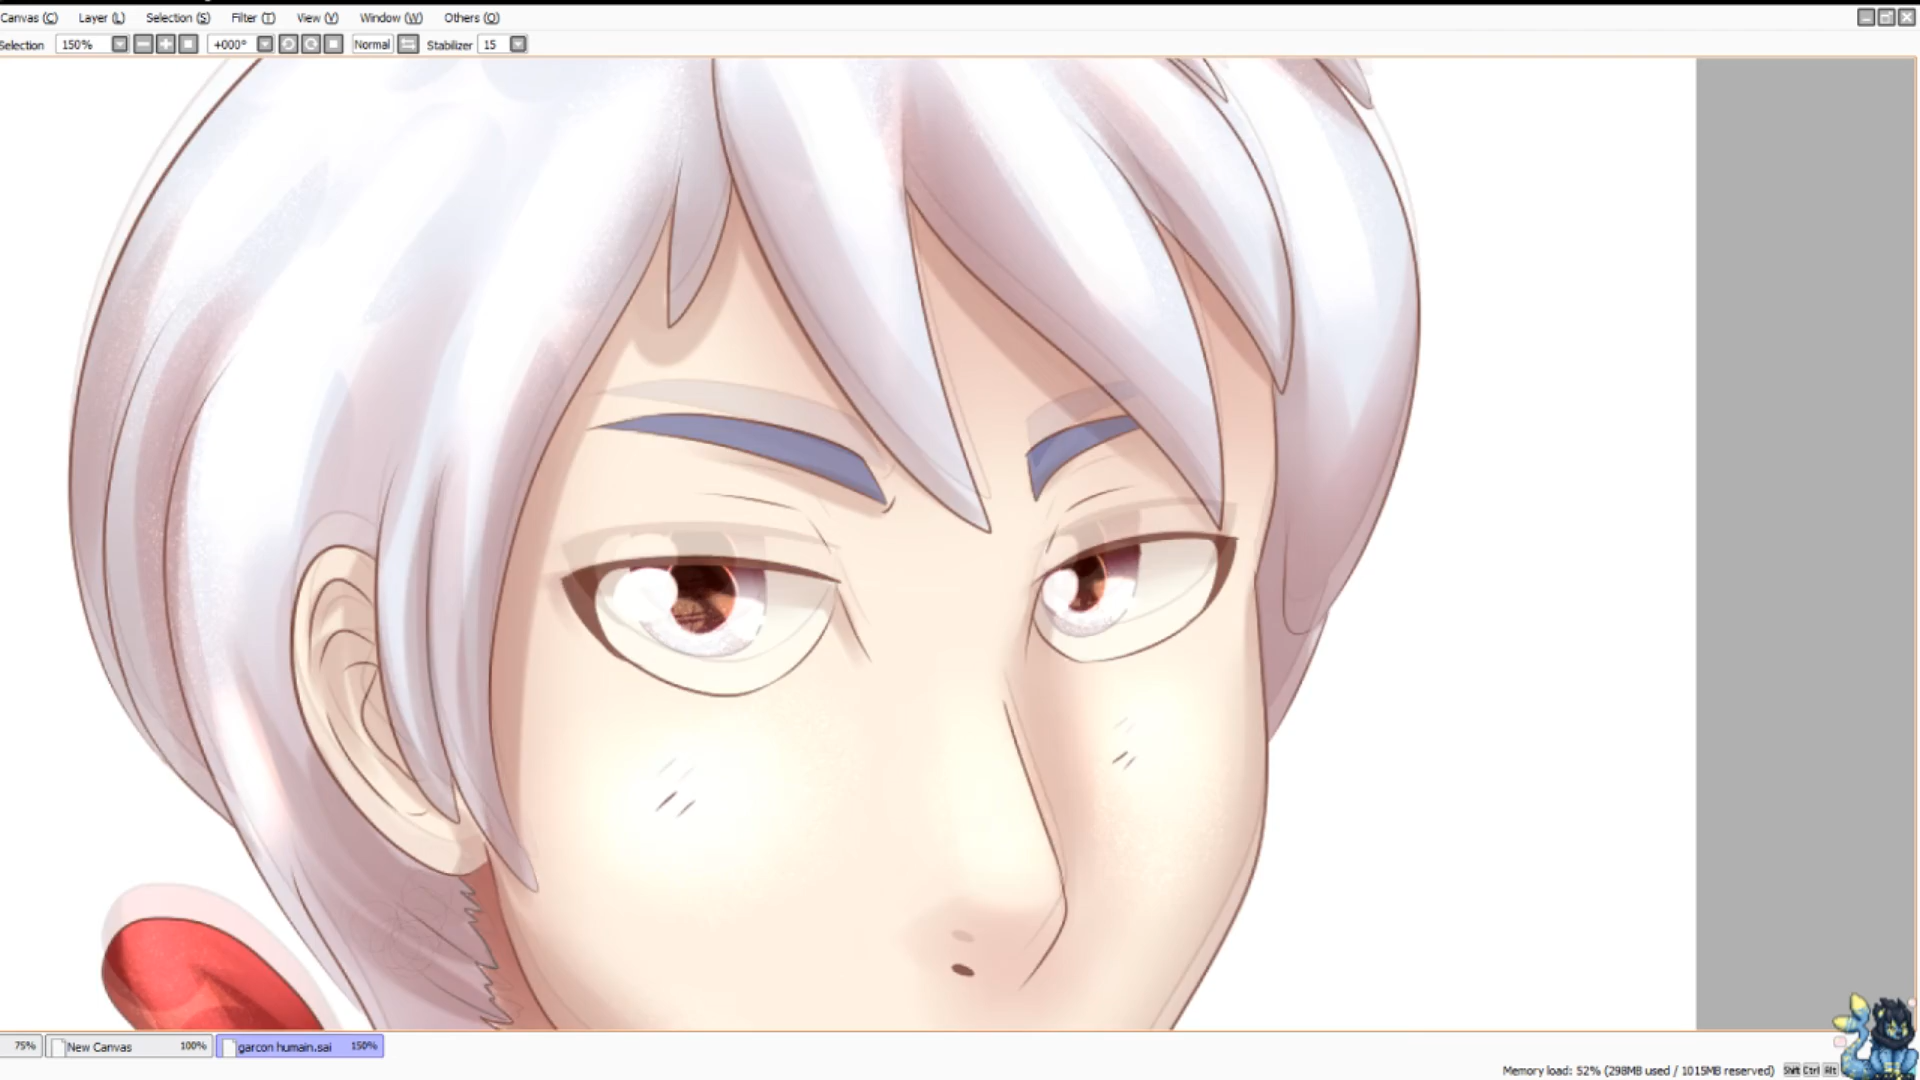 Canvas (C) Layer (L) Selection (S) Filter (T) View (V) Window (W) Others (O)
Selection 150% +000° Normal Stabilizer 15
75% New Canvas 100% garcon humain.sai 150%
Memory load: 52% (298MB used / 1015MB reserved) Shift Ctrl Alt